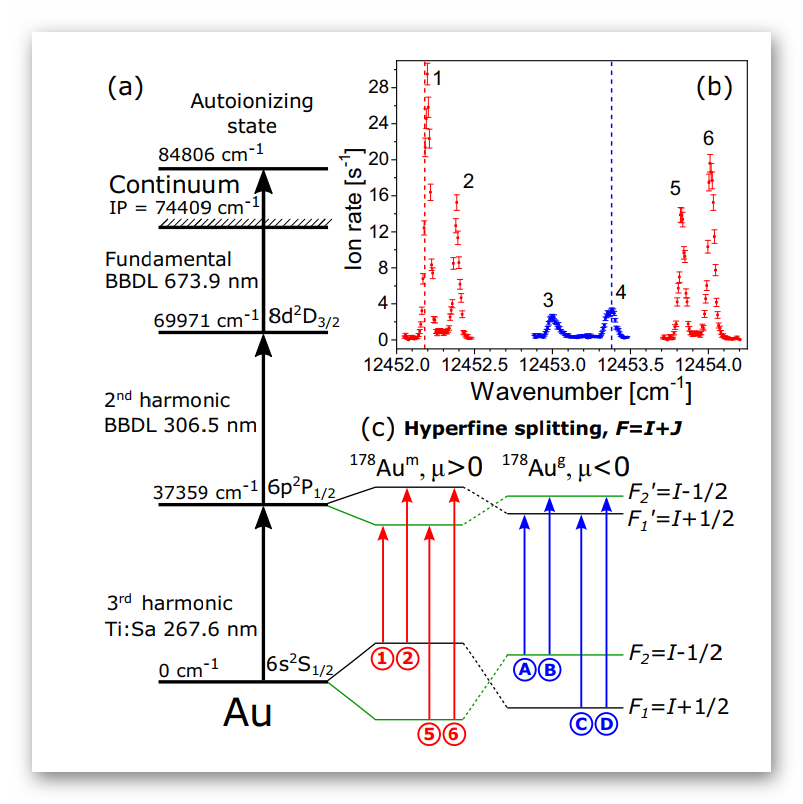 (a)
Autoionizing
state
84806 cm-1
Continuum
IP = 74409 cm-1
Fundamental
BBDL 673.9 nm
69971 cm-1
8d²D3/2
2nd harmonic
BBDL 306.5 nm
37359 cm-1
6p²P1/2
3rd harmonic
Ti:Sa 267.6 nm
0 cm-1
6s²S1/2
Au
(b)
Ion rate [s-1]
28
24
20
16
12
8
4
0
1
2
3
4
5
6
12452.0 12452.5 12453.0 12453.5 12454.0
Wavenumber [cm-1]
(c) Hyperfine splitting, F=I+J
178Aum, μ>0
178Aug, μ<0
F2'=I-1/2
F1'=I+1/2
1 2
A B
F2=I-1/2
F1=I+1/2
5 6
C D